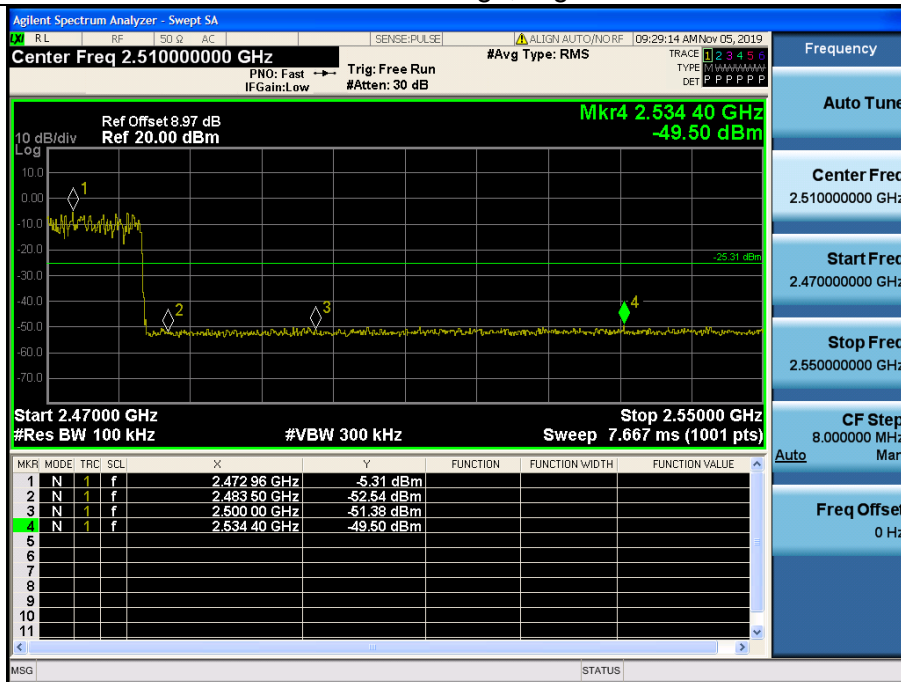 Agilent Spectrum Analyzer - Swept SA
LXI RL RF 50 Ω AC SENSE:PULSE ALIGN AUTO/NO RF 09:29:14 AM Nov 05, 2019
Center Freq 2.510000000 GHz #Avg Type: RMS TRACE 1 2 3 4 5 6
PNO: Fast Trig: Free Run TYPE M W W W W W
IFGain:Low #Atten: 30 dB DET P P P P P P
Mkr4 2.534 40 GHz
-49.50 dBm
Ref Offset 8.97 dB
10 dB/div Ref 20.00 dBm
Log
10.0
0.00
-10.0
-20.0
-30.0
-40.0
-50.0
-60.0
-70.0
1
2
3
4
-25.31 dBm
Start 2.47000 GHz Stop 2.55000 GHz
#Res BW 100 kHz #VBW 300 kHz Sweep 7.667 ms (1001 pts)
MKR MODE TRC SCL X Y FUNCTION FUNCTION WIDTH FUNCTION VALUE
1 N 1 f 2.472 96 GHz -5.31 dBm
2 N 1 f 2.483 50 GHz -52.54 dBm
3 N 1 f 2.500 00 GHz -51.38 dBm
4 N 1 f 2.534 40 GHz -49.50 dBm
5
6
7
8
9
10
11
MSG STATUS
Frequency
Auto Tune
Center Freq
2.510000000 GHz
Start Freq
2.470000000 GHz
Stop Freq
2.550000000 GHz
CF Step
8.000000 MHz
Auto Man
Freq Offset
0 Hz